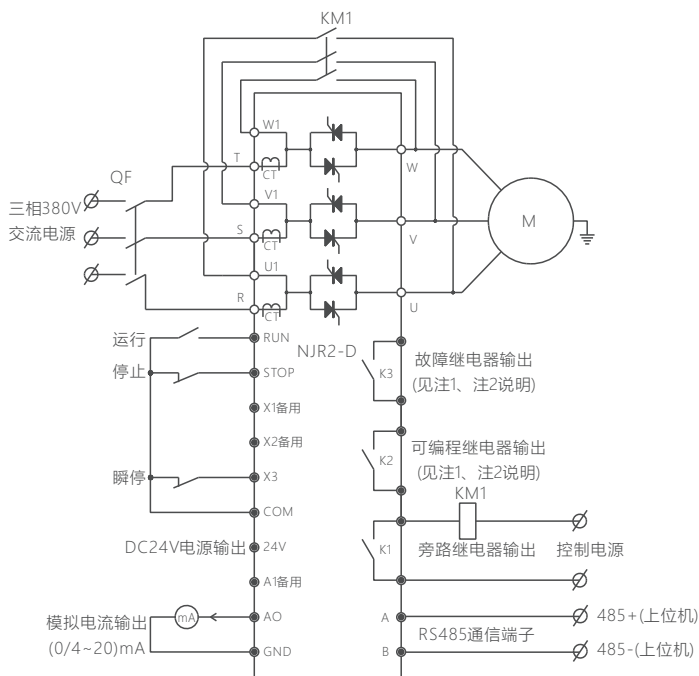 KM1
W1
T
CT
W
QF
三相380V
交流电源
V1
S
CT
V
M
U1
R
CT
U
运行
RUN
NJR2-D
停止
STOP
K3
故障继电器输出
(见注1、注2说明)
X1备用
X2备用
K2
可编程继电器输出
(见注1、注2说明)
瞬停
X3
KM1
COM
DC24V电源输出
24V
K1
旁路继电器输出
控制电源
A1备用
模拟电流输出
(0/4~20)mA
mA
AO
GND
A
B
RS485通信端子
485+(上位机)
485-(上位机)